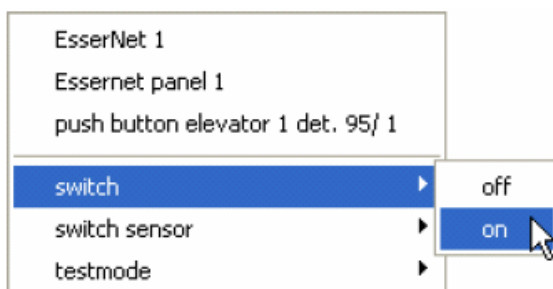 EsserNet 1
Essernet panel 1
push button elevator 1 det. 95/ 1
switch
off
switch sensor
on
testmode